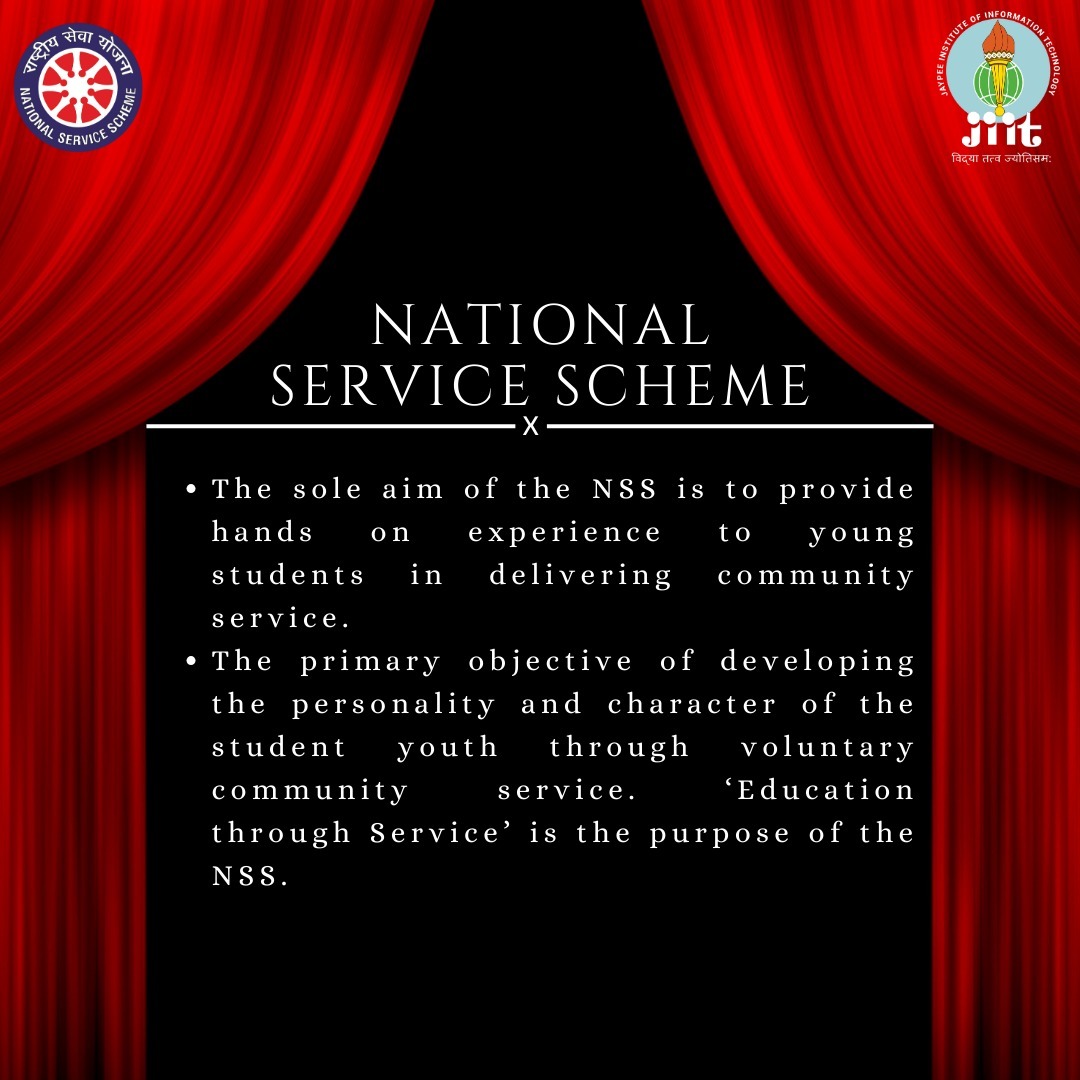 राष्ट्रीय सेवा योजना
NATIONAL SERVICE SCHEME
JAYPEE INSTITUTE OF INFORMATION TECHNOLOGY
jiit
विद्या तत्व ज्योतिसम:
NATIONAL
SERVICE SCHEME
X
• The sole aim of the NSS is to provide
hands on experience to young
students in delivering community
service.
• The primary objective of developing
the personality and character of the
student youth through voluntary
community service. ‘Education
through Service’ is the purpose of the
NSS.